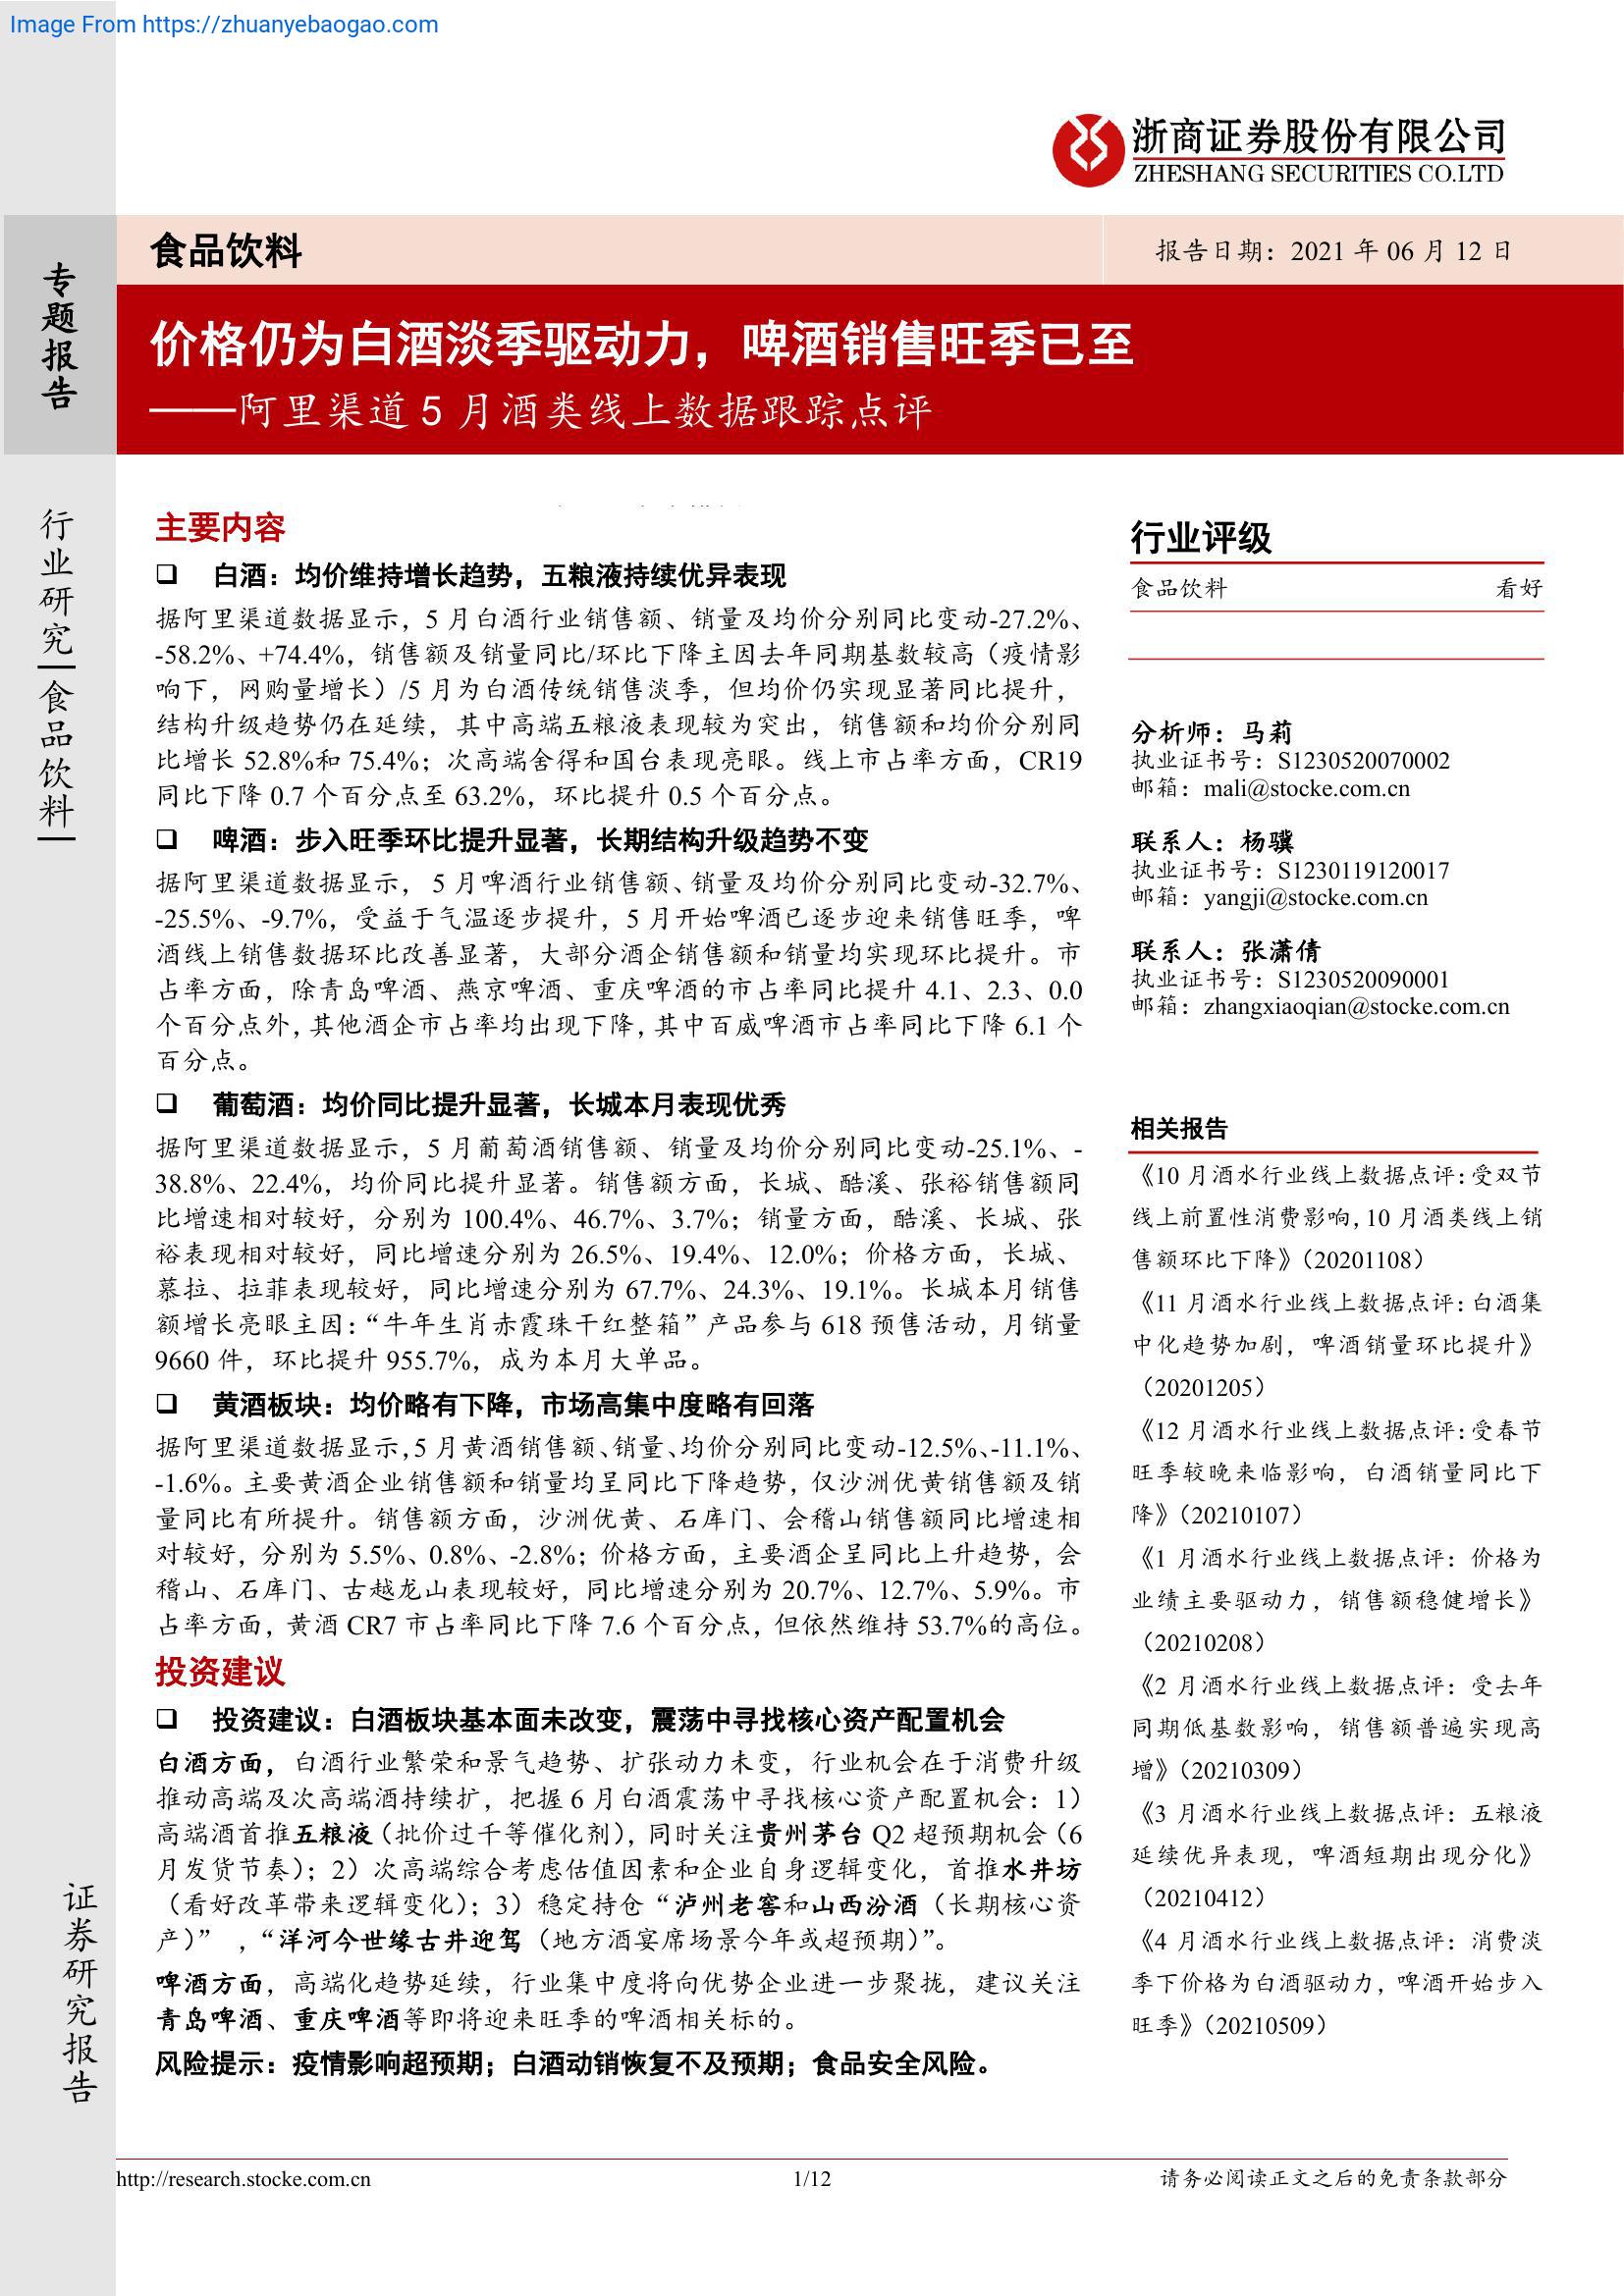 Image From https://zhuanyebaogao.com
浙商证券股份有限公司
ZHESHANG SECURITIES CO.LTD
专题报告
食品饮料
报告日期：2021 年 06 月 12 日
价格仍为白酒淡季驱动力，啤酒销售旺季已至
——阿里渠道 5 月酒类线上数据跟踪点评
行业研究
食品饮料
证券研究报告
主要内容
❑ 白酒：均价维持增长趋势，五粮液持续优异表现
据阿里渠道数据显示，5 月白酒行业销售额、销量及均价分别同比变动-27.2%、
-58.2%、+74.4%，销售额及销量同比/环比下降主因去年同期基数较高（疫情影
响下，网购量增长）/5 月为白酒传统销售淡季，但均价仍实现显著同比提升，
结构升级趋势仍在延续，其中高端五粮液表现较为突出，销售额和均价分别同
比增长 52.8%和 75.4%；次高端舍得和国台表现亮眼。线上市占率方面，CR19
同比下降 0.7 个百分点至 63.2%，环比提升 0.5 个百分点。
❑ 啤酒：步入旺季环比提升显著，长期结构升级趋势不变
据阿里渠道数据显示， 5 月啤酒行业销售额、销量及均价分别同比变动-32.7%、
-25.5%、-9.7%，受益于气温逐步提升，5 月开始啤酒已逐步迎来销售旺季，啤
酒线上销售数据环比改善显著，大部分酒企销售额和销量均实现环比提升。市
占率方面，除青岛啤酒、燕京啤酒、重庆啤酒的市占率同比提升 4.1、2.3、0.0
个百分点外，其他酒企市占率均出现下降，其中百威啤酒市占率同比下降 6.1 个
百分点。
❑ 葡萄酒：均价同比提升显著，长城本月表现优秀
据阿里渠道数据显示，5 月葡萄酒销售额、销量及均价分别同比变动-25.1%、-
38.8%、22.4%，均价同比提升显著。销售额方面，长城、酷溪、张裕销售额同
比增速相对较好，分别为 100.4%、46.7%、3.7%；销量方面，酷溪、长城、张
裕表现相对较好，同比增速分别为 26.5%、19.4%、12.0%；价格方面，长城、
慕拉、拉菲表现较好，同比增速分别为 67.7%、24.3%、19.1%。长城本月销售
额增长亮眼主因：“牛年生肖赤霞珠干红整箱”产品参与 618 预售活动，月销量
9660 件，环比提升 955.7%，成为本月大单品。
❑ 黄酒板块：均价略有下降，市场高集中度略有回落
据阿里渠道数据显示，5 月黄酒销售额、销量、均价分别同比变动-12.5%、-11.1%、
-1.6%。主要黄酒企业销售额和销量均呈同比下降趋势，仅沙洲优黄销售额及销
量同比有所提升。销售额方面，沙洲优黄、石库门、会稽山销售额同比增速相
对较好，分别为 5.5%、0.8%、-2.8%；价格方面，主要酒企呈同比上升趋势，会
稽山、石库门、古越龙山表现较好，同比增速分别为 20.7%、12.7%、5.9%。市
占率方面，黄酒 CR7 市占率同比下降 7.6 个百分点，但依然维持 53.7%的高位。
投资建议
❑ 投资建议：白酒板块基本面未改变，震荡中寻找核心资产配置机会
白酒方面，白酒行业繁荣和景气趋势、扩张动力未变，行业机会在于消费升级
推动高端及次高端酒持续扩，把握 6 月白酒震荡中寻找核心资产配置机会：1）
高端酒首推五粮液（批价过千等催化剂），同时关注贵州茅台 Q2 超预期机会（6
月发货节奏）；2）次高端综合考虑估值因素和企业自身逻辑变化，首推水井坊
（看好改革带来逻辑变化）；3）稳定持仓“泸州老窖和山西汾酒（长期核心资
产）” ，“洋河今世缘古井迎驾（地方酒宴席场景今年或超预期）”。
啤酒方面，高端化趋势延续，行业集中度将向优势企业进一步聚拢，建议关注
青岛啤酒、重庆啤酒等即将迎来旺季的啤酒相关标的。
风险提示：疫情影响超预期；白酒动销恢复不及预期；食品安全风险。
行业评级
食品饮料 看好
分析师：马莉
执业证书号：S1230520070002
邮箱：mali@stocke.com.cn
联系人：杨骥
执业证书号：S1230119120017
邮箱：yangji@stocke.com.cn
联系人：张潇倩
执业证书号：S1230520090001
邮箱：zhangxiaoqian@stocke.com.cn
相关报告
《10 月酒水行业线上数据点评：受双节
线上前置性消费影响，10 月酒类线上销
售额环比下降》（20201108）
《11 月酒水行业线上数据点评：白酒集
中化趋势加剧，啤酒销量环比提升》
（20201205）
《12 月酒水行业线上数据点评：受春节
旺季较晚来临影响，白酒销量同比下
降》（20210107）
《1 月酒水行业线上数据点评：价格为
业绩主要驱动力，销售额稳健增长》
（20210208）
《2 月酒水行业线上数据点评：受去年
同期低基数影响，销售额普遍实现高
增》（20210309）
《3 月酒水行业线上数据点评：五粮液
延续优异表现，啤酒短期出现分化》
（20210412）
《4 月酒水行业线上数据点评：消费淡
季下价格为白酒驱动力，啤酒开始步入
旺季》（20210509）
http://research.stocke.com.cn
1/12
请务必阅读正文之后的免责条款部分